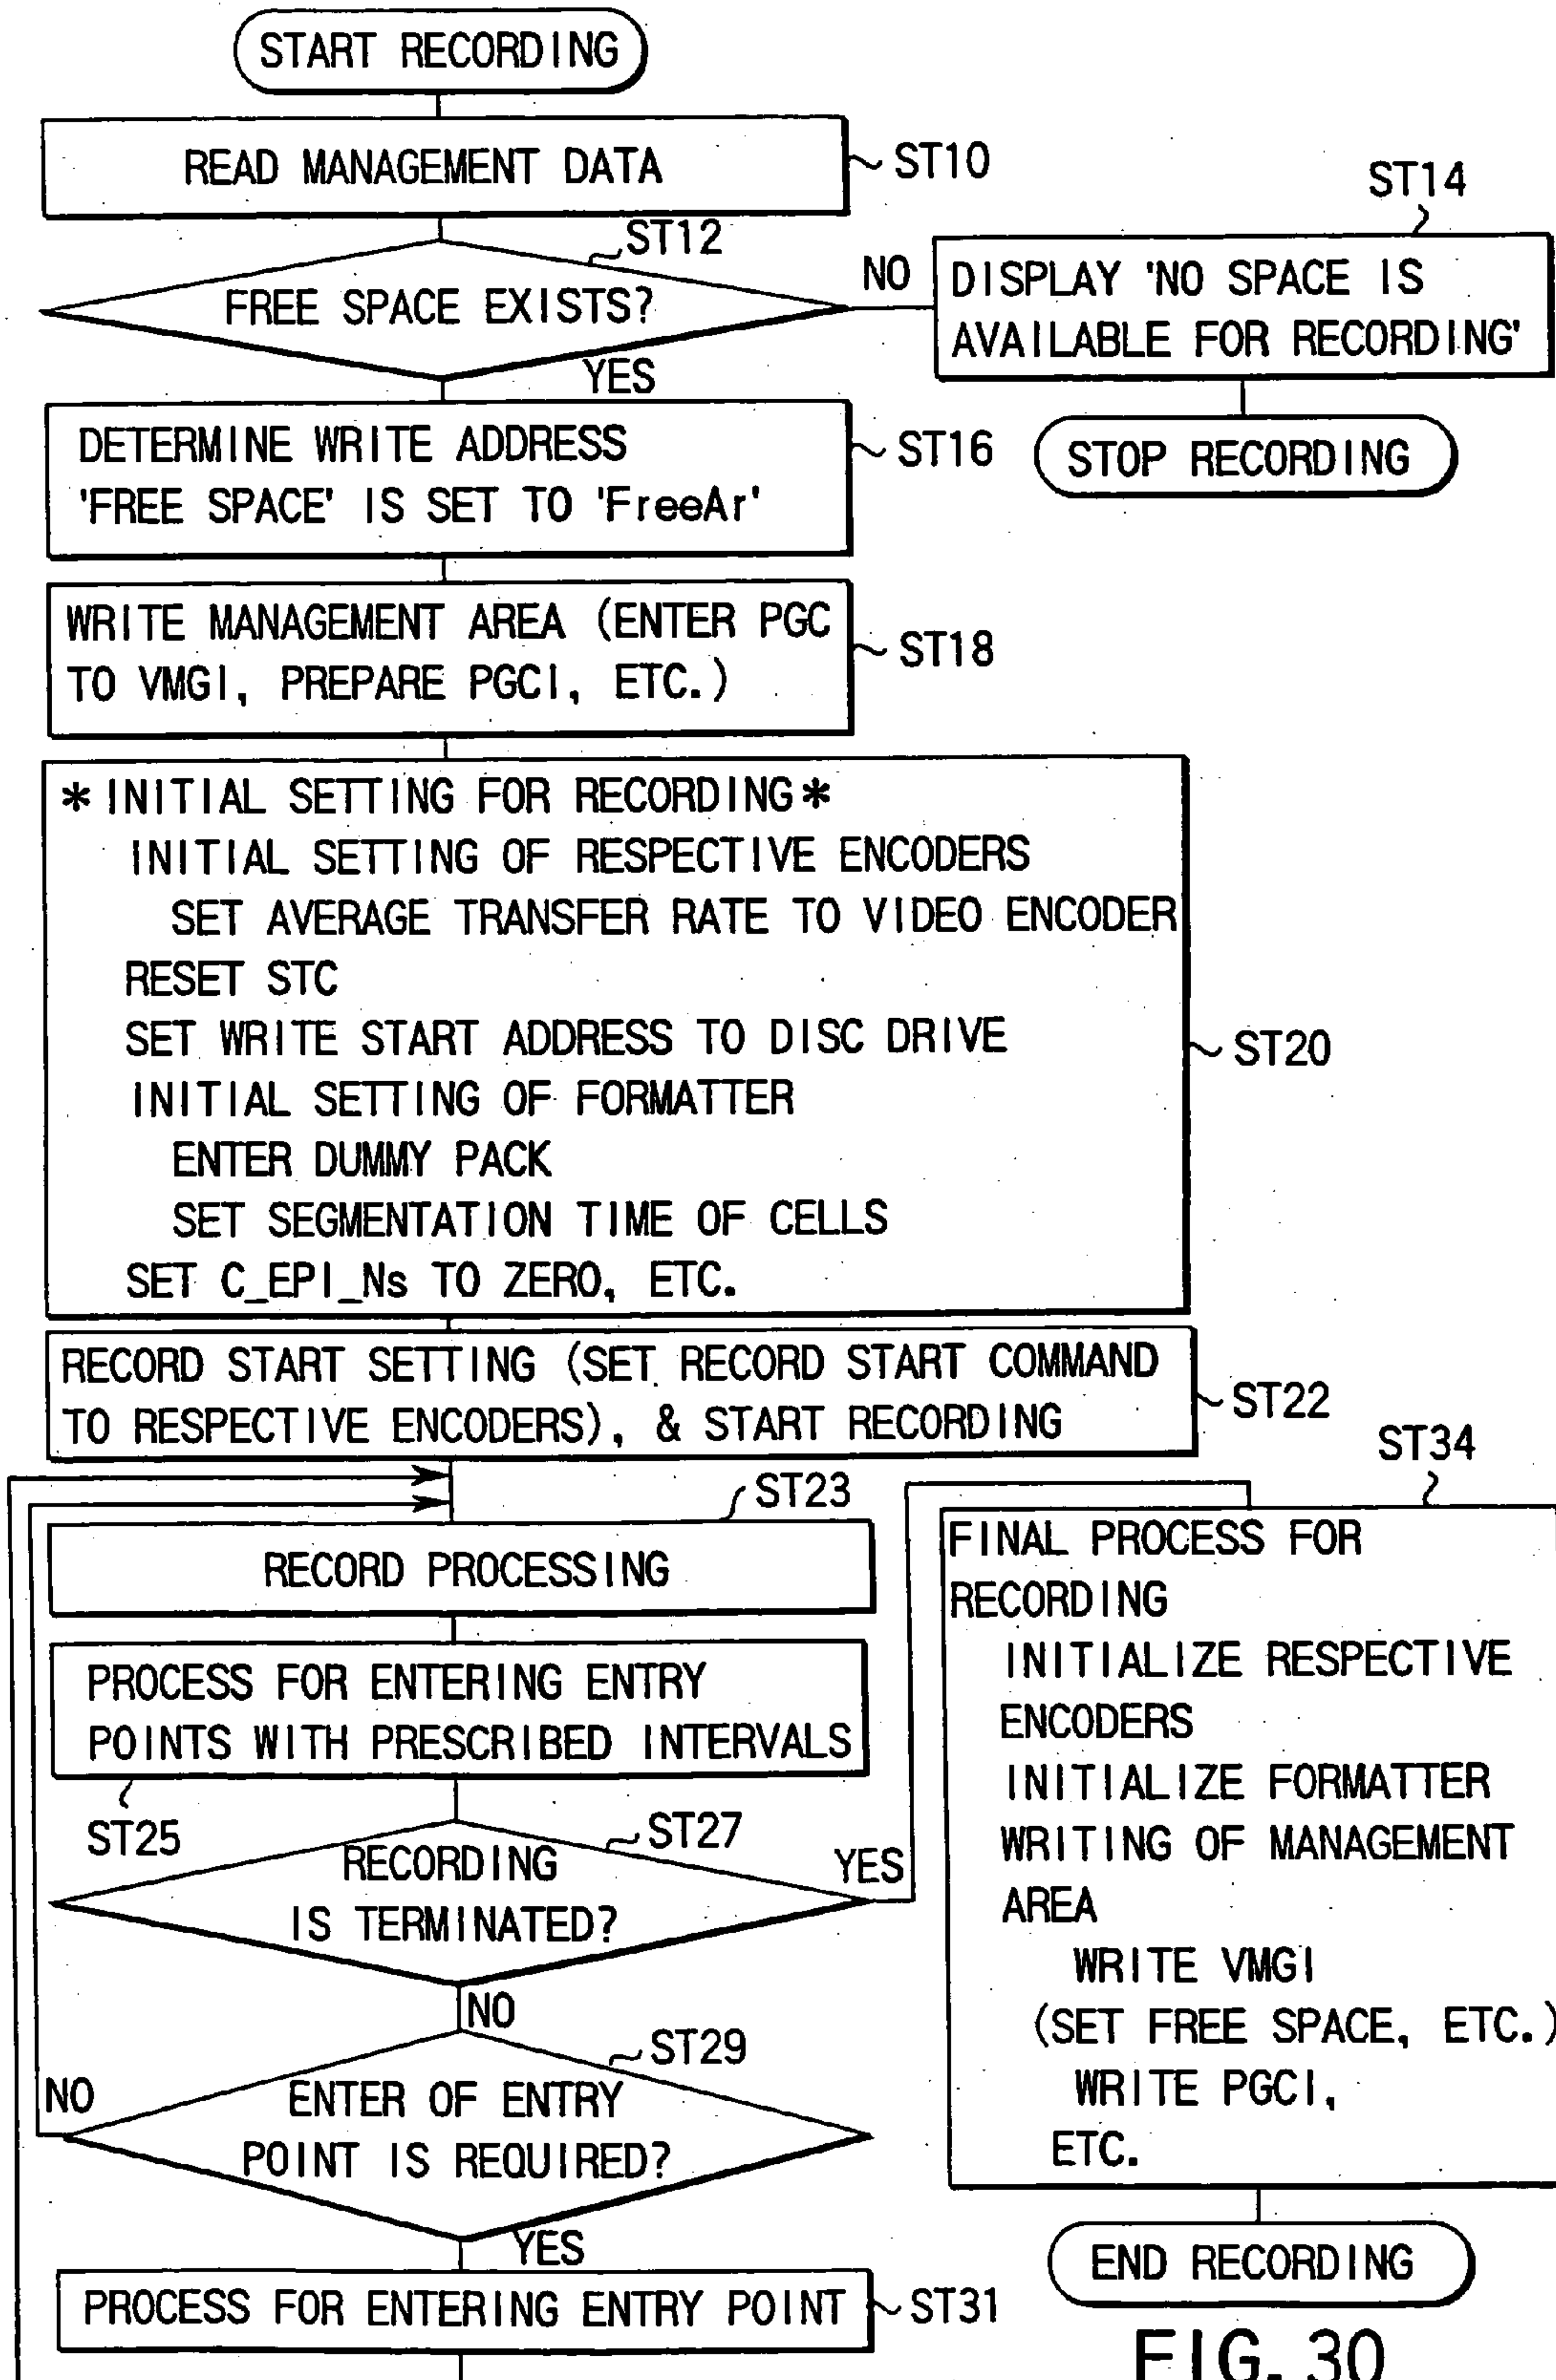 START RECORDING
READ MANAGEMENT DATA
ST10
ST12
FREE SPACE EXISTS?
NO
YES
ST14
DISPLAY 'NO SPACE IS
AVAILABLE FOR RECORDING'
STOP RECORDING
DETERMINE WRITE ADDRESS
'FREE SPACE' IS SET TO 'FreeAr'
ST16
WRITE MANAGEMENT AREA (ENTER PGC
TO VMGI, PREPARE PGCI, ETC.)
ST18
* INITIAL SETTING FOR RECORDING *
INITIAL SETTING OF RESPECTIVE ENCODERS
SET AVERAGE TRANSFER RATE TO VIDEO ENCODER
RESET STC
SET WRITE START ADDRESS TO DISC DRIVE
INITIAL SETTING OF FORMATTER
ENTER DUMMY PACK
SET SEGMENTATION TIME OF CELLS
SET C_EPI_Ns TO ZERO, ETC.
ST20
RECORD START SETTING (SET RECORD START COMMAND
TO RESPECTIVE ENCODERS), & START RECORDING
ST22
ST23
RECORD PROCESSING
PROCESS FOR ENTERING ENTRY
POINTS WITH PRESCRIBED INTERVALS
ST25
ST27
RECORDING
IS TERMINATED?
YES
NO
ST29
ENTER OF ENTRY
POINT IS REQUIRED?
NO
YES
PROCESS FOR ENTERING ENTRY POINT
ST31
ST34
FINAL PROCESS FOR
RECORDING
INITIALIZE RESPECTIVE
ENCODERS
INITIALIZE FORMATTER
WRITING OF MANAGEMENT
AREA
WRITE VMGI
(SET FREE SPACE, ETC.)
WRITE PGCI,
ETC.
END RECORDING
FIG. 30